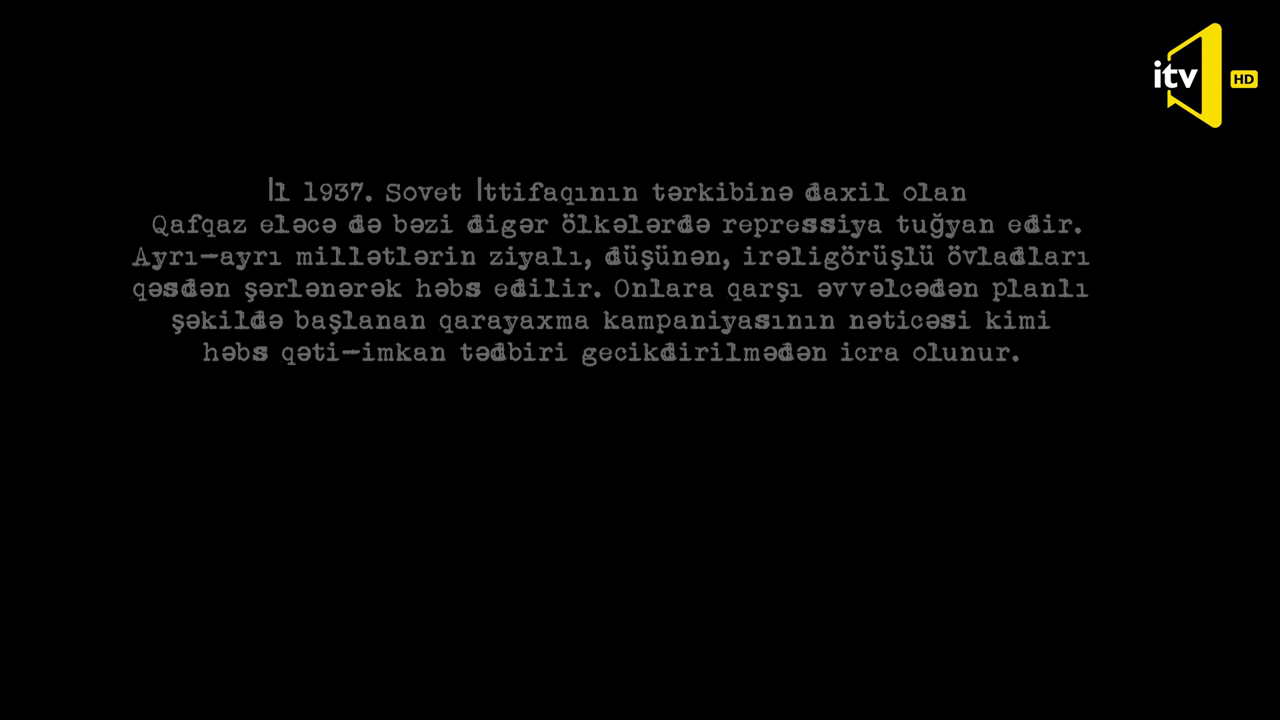 itv HD
İl 1937. Sovet İttifaqının tərkibinə daxil olan
Qafqaz eləcə də bəzi digər ölkələrdə repressiya tuğyan edir.
Ayrı-ayrı millətlərin ziyalı, düşünən, irəligörüşlü övladları
qəsdən şərlənərək həbs edilir. Onlara qarşı əvvəlcədən planlı
şəkildə başlanan qarayaxma kampaniyasının nəticəsi kimi
həbs qəti-imkan tədbiri gecikdirilmədən icra olunur.